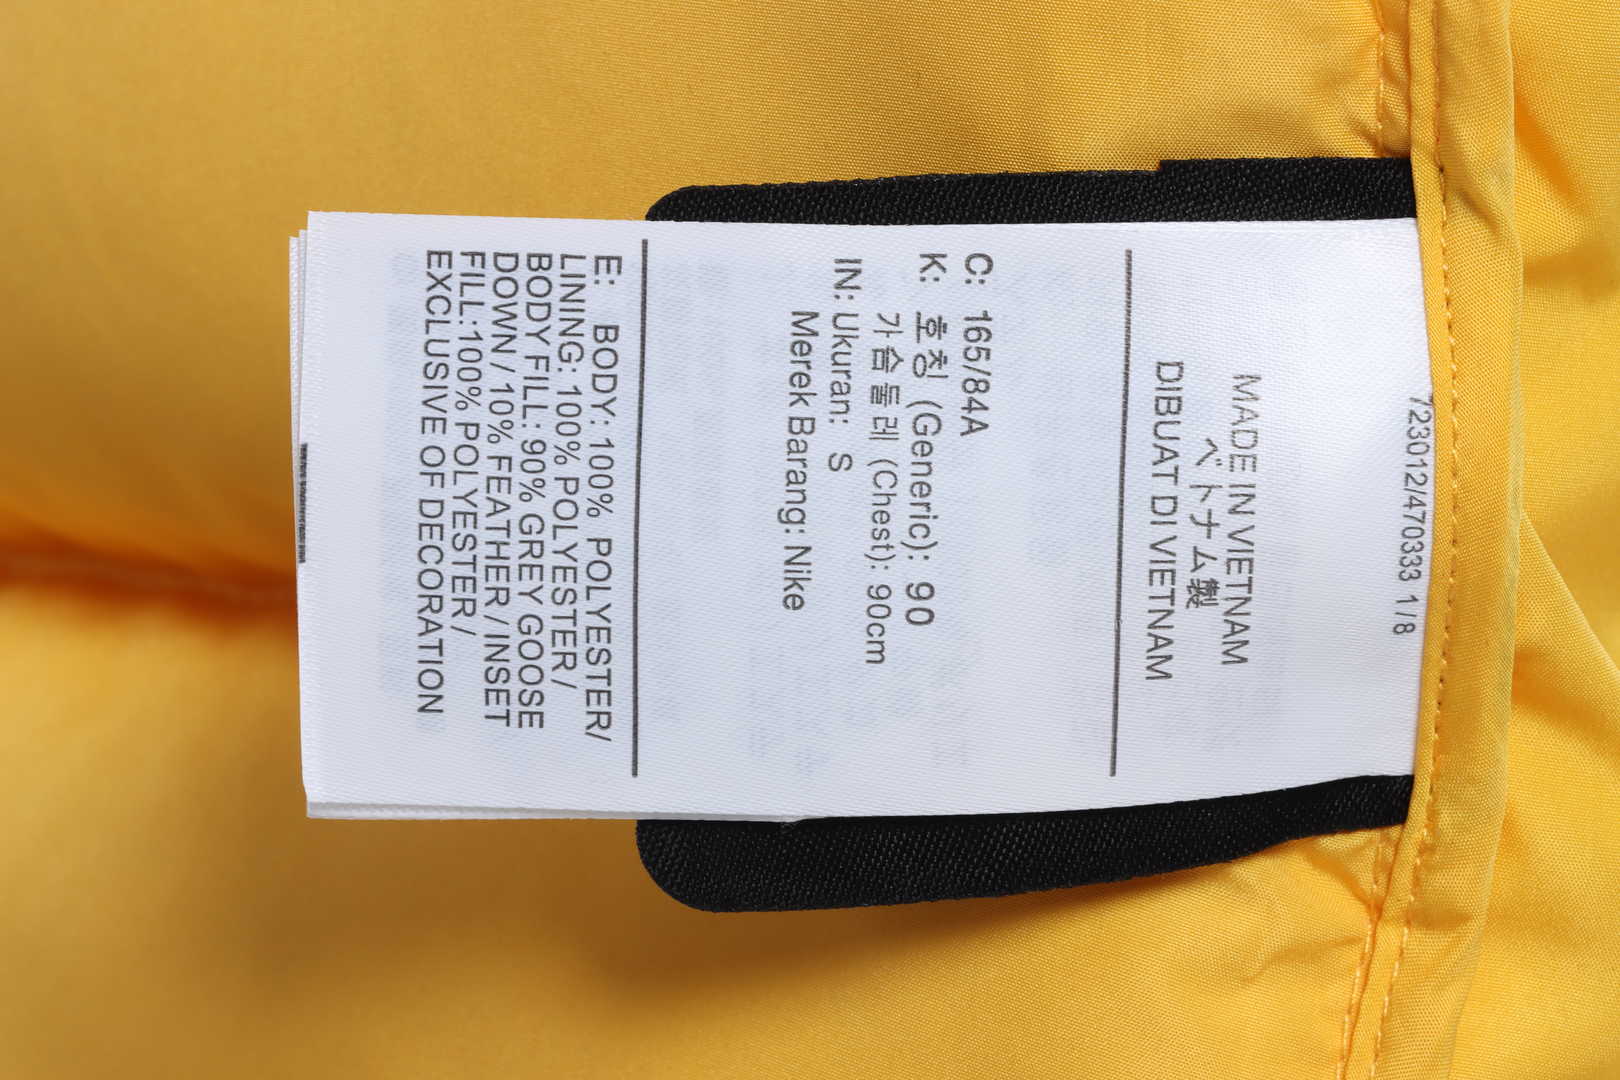 723012/470333 1/8
MADE IN VIETNAM
ベトナム製
DIBUAT DI VIETNAM
C: 165/84A
K: 호칭 (Generic): 90
가슴둘레 (Chest): 90cm
IN: Ukuran: S
Merek Barang: Nike
E: BODY: 100% POLYESTER/
LINING: 100% POLYESTER/
BODY FILL: 90% GREY GOOSE
DOWN / 10% FEATHER / INSET
FILL:100% POLYESTER /
EXCLUSIVE OF DECORATION